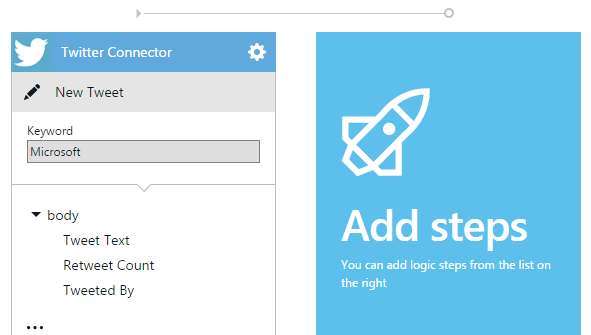 Twitter Connector
New Tweet
Keyword
Microsoft
body
Tweet Text
Retweet Count
Tweeted By
...
Add steps
You can add logic steps from the list on
the right